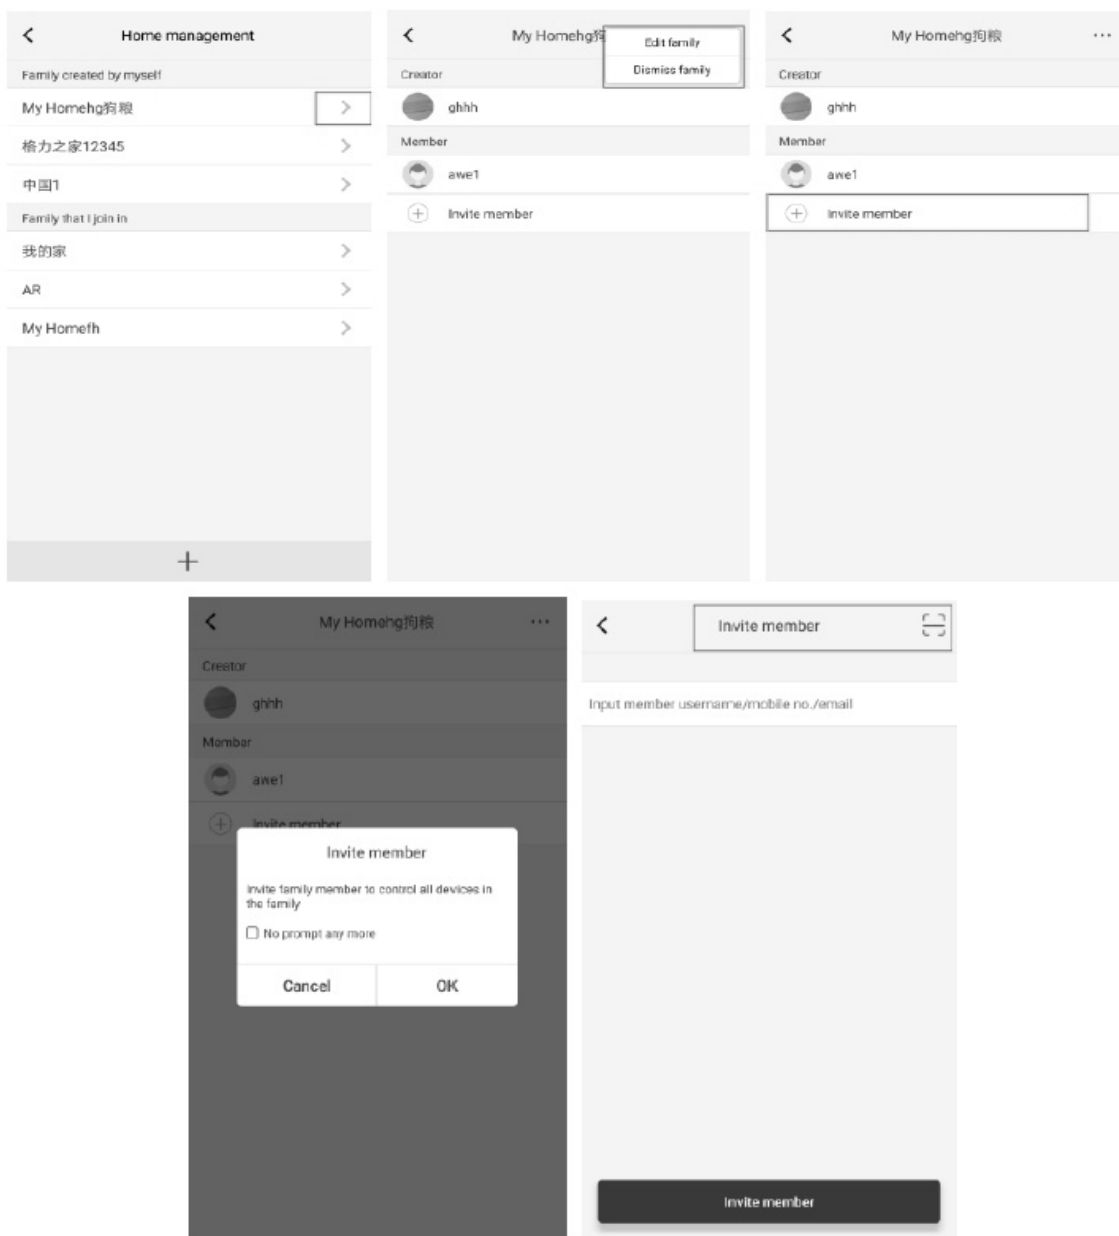 Home management
Family created by myself
My Homehg狗粮
格力之家12345
中国1
Family that I join in
我的家
AR
My Homefh
My Homehg狗
Edit family
Dismiss family
Creator
ghhh
Member
awe1
Invite member
My Homehg狗粮
Creator
ghhh
Member
awe1
Invite member
My Homehg狗粮
Creator
ghhh
Member
awe1
Invite member
Invite member
Invite family member to control all devices in
the family
No prompt any more
Cancel OK
Invite member
Input member username/mobile no./email
Invite member